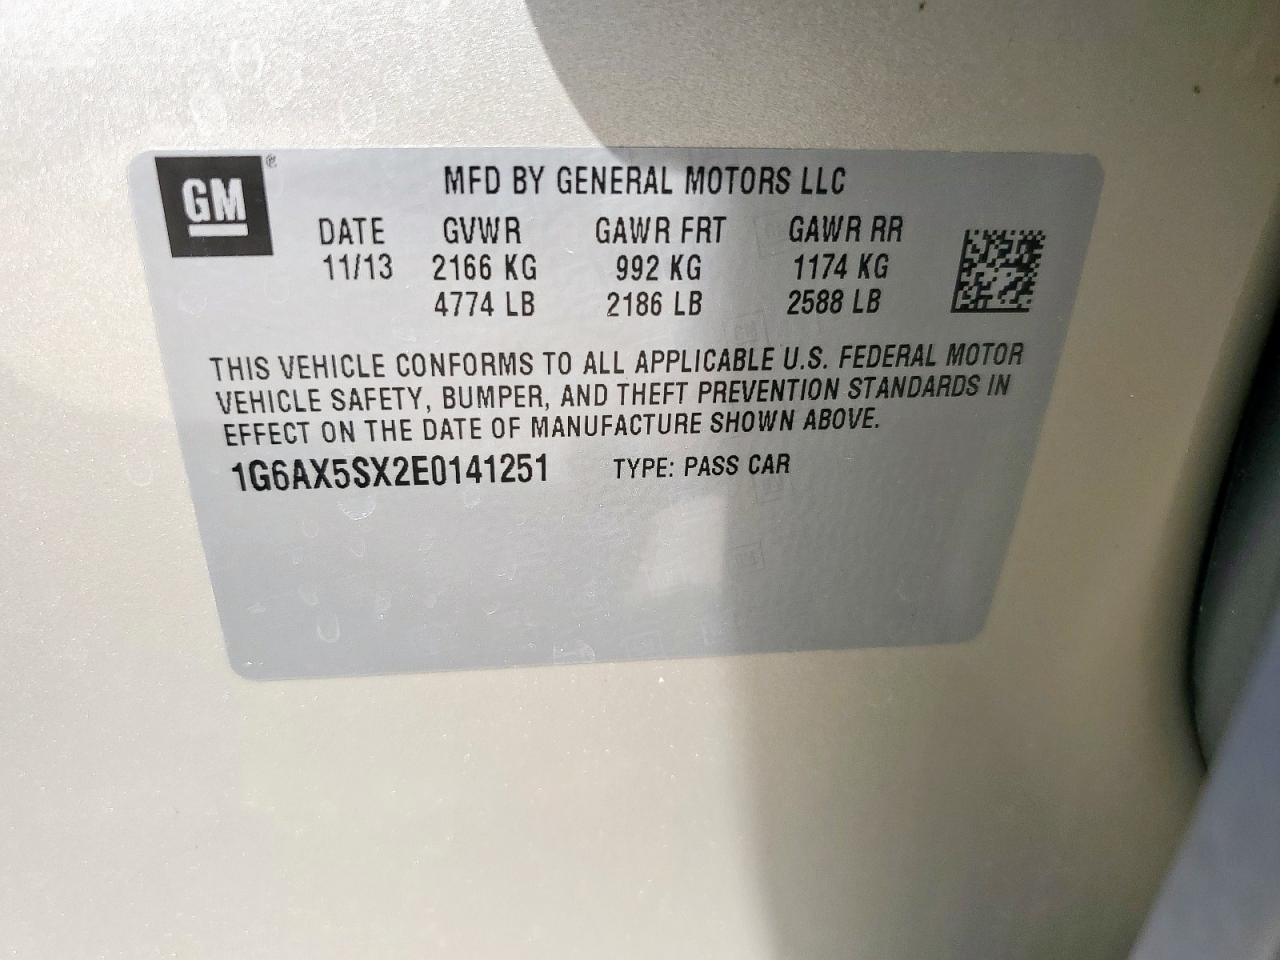 GM®
MFD BY GENERAL MOTORS LLC
DATE GVWR GAWR FRT GAWR RR
11/13 2166 KG 992 KG 1174 KG
4774 LB 2186 LB 2588 LB
THIS VEHICLE CONFORMS TO ALL APPLICABLE U.S. FEDERAL MOTOR
VEHICLE SAFETY, BUMPER, AND THEFT PREVENTION STANDARDS IN
EFFECT ON THE DATE OF MANUFACTURE SHOWN ABOVE.
1G6AX5SX2E0141251 TYPE: PASS CAR